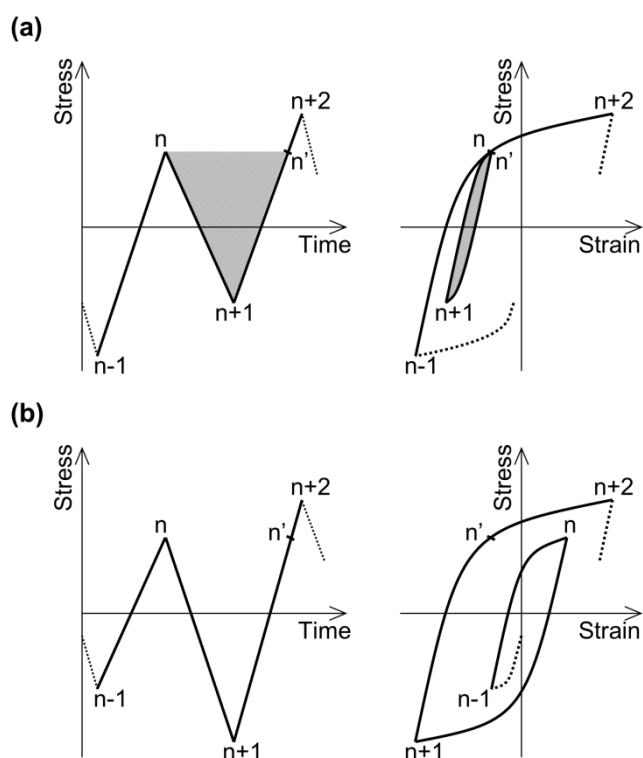 (a)
Stress
n
n'
n+2
Time
n+1
n-1
Stress
n+2
n
n'
Strain
n+1
n-1
(b)
Stress
n+2
n
n'
Time
n-1
n+1
Stress
n+2
n'
n
Strain
n-1
n+1